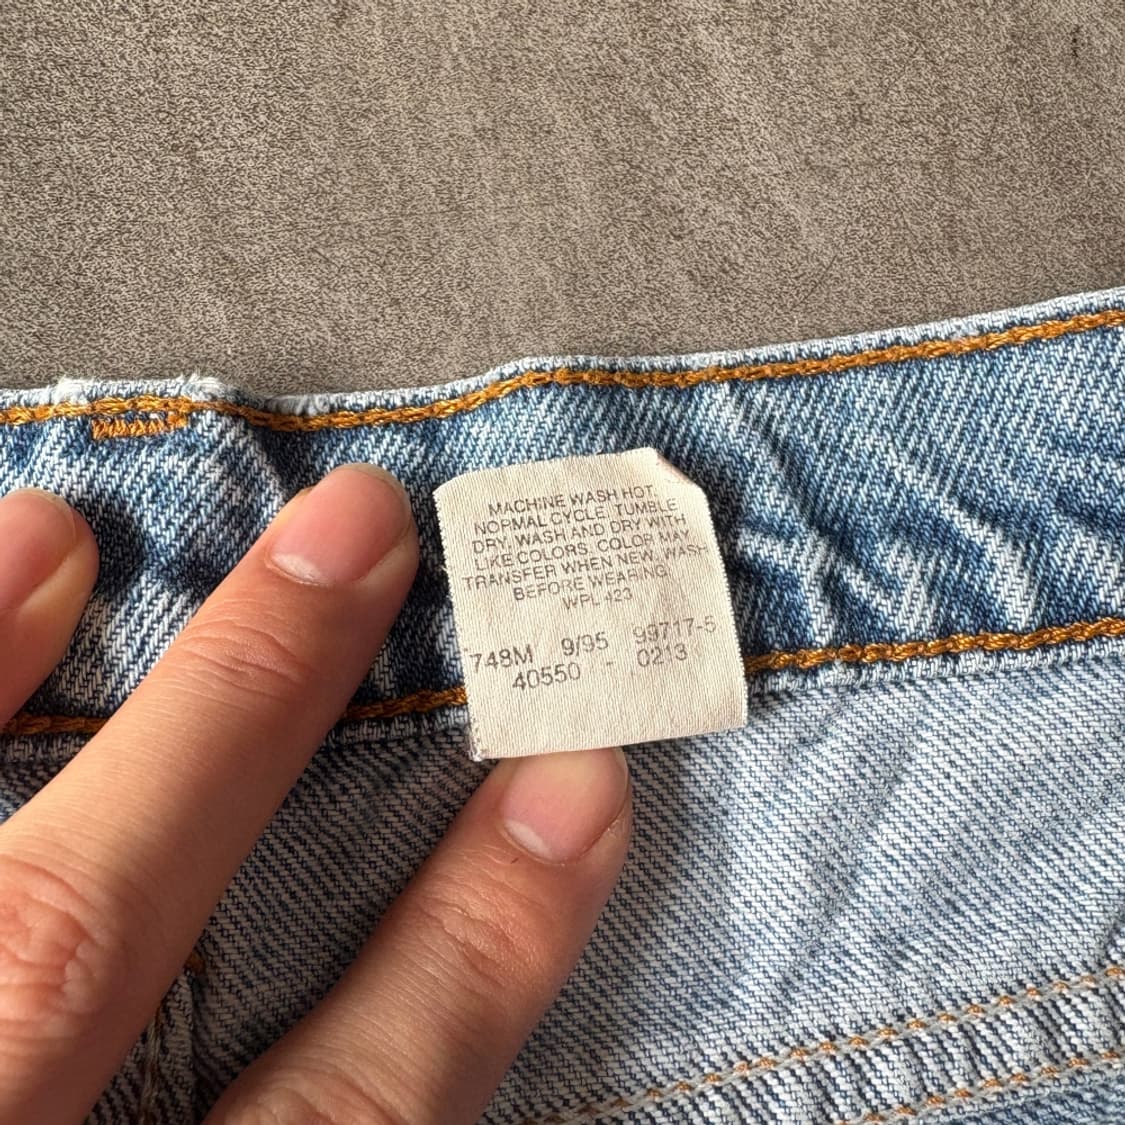 MACHINE WASH HOT,
NORMAL CYCLE, TUMBLE
DRY, WASH AND DRY WITH
LIKE COLORS. COLOR MAY
TRANSFER WHEN NEW. WASH
BEFORE WEARING
WPL 423
748M 9/95 99717-5
40550 - 0213